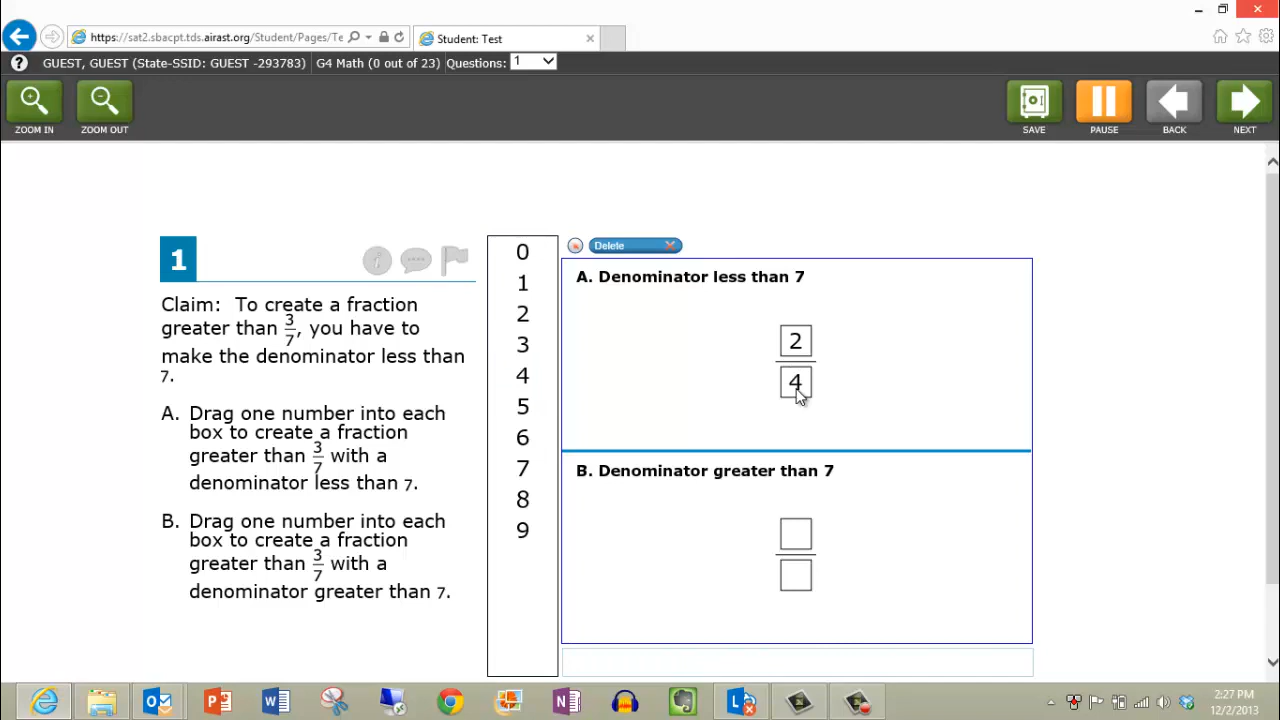 https://sat2.sbacpt.tds.airast.org/Student/Pages/Te
Student: Test
GUEST, GUEST (State-SSID: GUEST -293783)
G4 Math (0 out of 23)
Questions:
1
ZOOM IN
ZOOM OUT
SAVE
PAUSE
BACK
NEXT
1
Claim: To create a fraction
greater than 3/7, you have to
make the denominator less than
7.
A. Drag one number into each
box to create a fraction
greater than 3/7 with a
denominator less than 7.
B. Drag one number into each
box to create a fraction
greater than 3/7 with a
denominator greater than 7.
0
1
2
3
4
5
6
7
8
9
Delete
A. Denominator less than 7
2
4
B. Denominator greater than 7
2:27 PM
12/2/2013